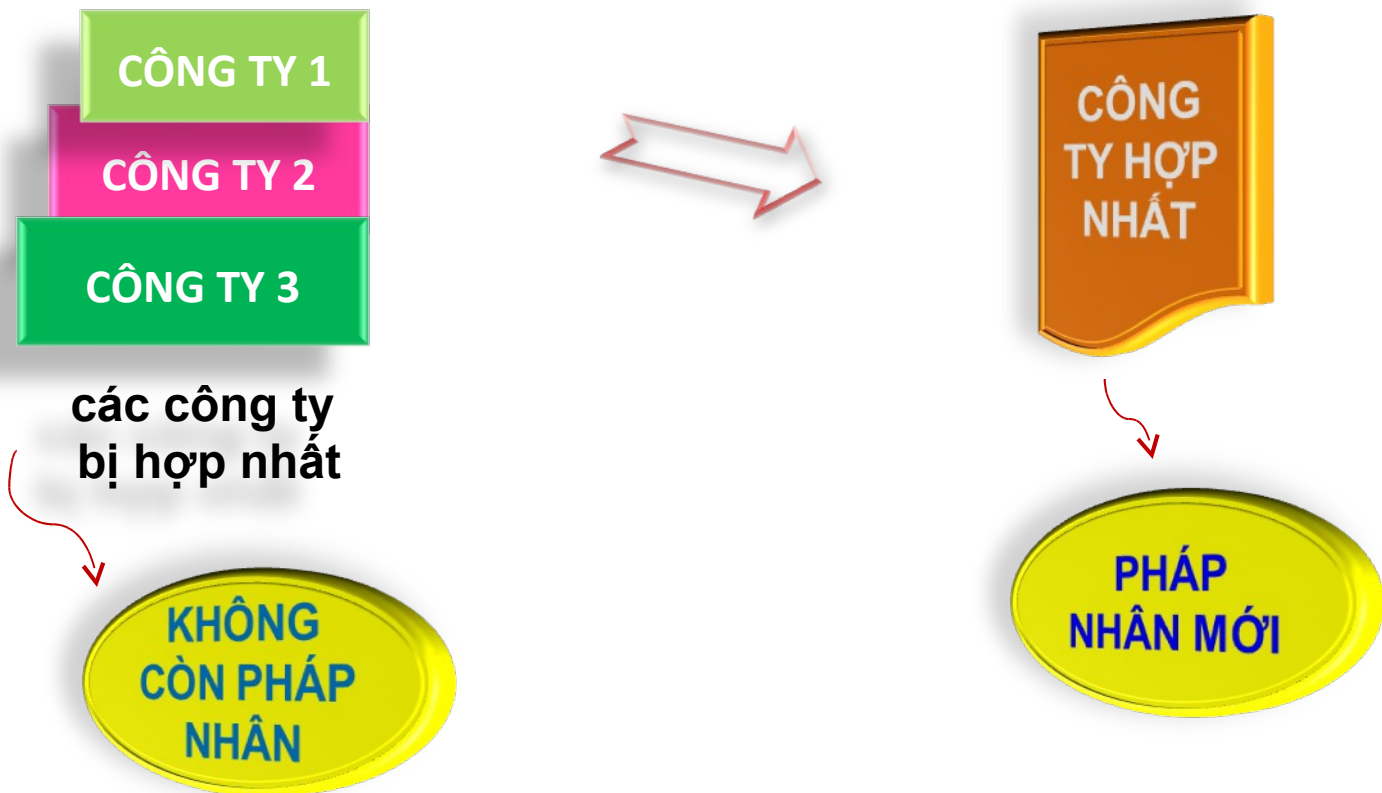 CÔNG TY 1
CÔNG TY 2
CÔNG TY 3
các công ty
bị hợp nhất
KHÔNG
CÒN PHÁP
NHÂN
CÔNG
TY HỢP
NHẤT
PHÁP
NHÂN MỚI